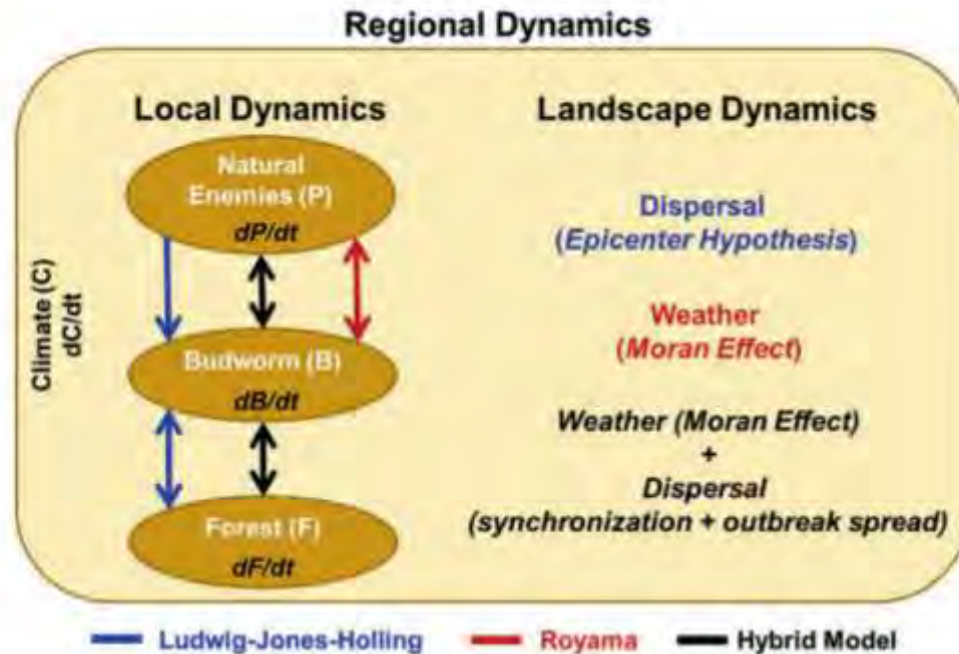 Regional Dynamics
Local Dynamics
Landscape Dynamics
Climate (C)
dC/dt
Natural
Enemies (P)
dP/dt
Budworm (B)
dB/dt
Forest (F)
dF/dt
Dispersal
(Epicenter Hypothesis)
Weather
(Moran Effect)
Weather (Moran Effect)
+
Dispersal
(synchronization + outbreak spread)
Ludwig-Jones-Holling
Royama
Hybrid Model